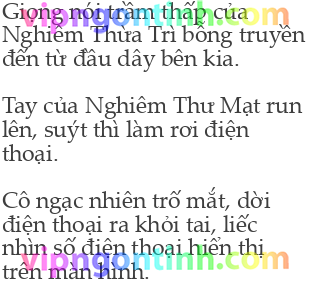 Giọng nói trầm thấp của
Nghiêm Thừa Trì bỗng truyền
đến từ đầu dây bên kia.
Tay của Nghiêm Thư Mạt run
lên, suýt thì làm rơi điện
thoại.
Cô ngạc nhiên trố mắt, dời
điện thoại ra khỏi tai, liếc
nhìn số điện thoại hiển thị
trên màn hình.
vipngontinh.com
vipngontinh.com